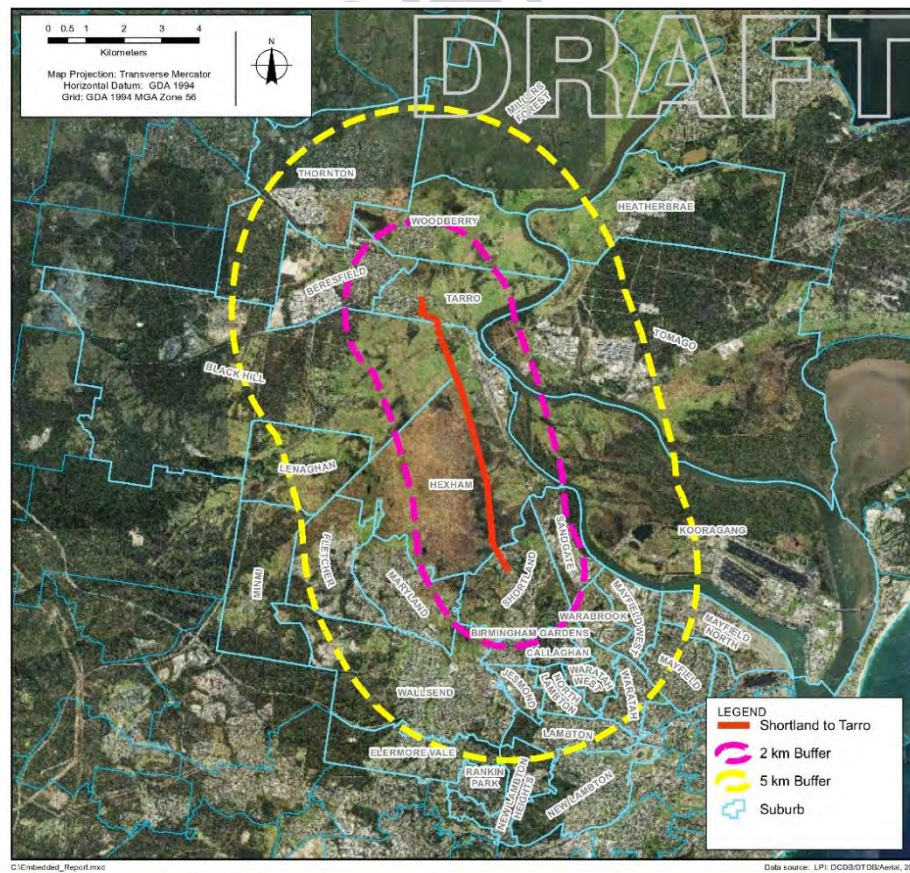 DRAFT
0 0.5 1 2 3 4
Kilometers
Map Projection: Transverse Mercator
Horizontal Datum: GDA 1994
Grid: GDA 1994 MGA Zone 56
N
MILLERS
FOREST
THORNTON
HEATHERBRAE
WOODBERRY
BERESFIELD
TARRO
TOMAGO
BLACK HILL
LENAGHAN
HEXHAM
KOORAGANG
SANDGATE
FLETCHER
MINMI
MARYLAND
SHORTLAND
WARABROOK
MAYFIELD WEST
MAYFIELD
NORTH
BIRMINGHAM GARDENS
CALLAGHAN
MAYFIELD
WARATAH
WEST
WARATAH
JESMOND
NORTH
LAMBTON
WALLSEND
LAMBTON
ELERMORE VALE
RANKIN
PARK
NEW LAMBTON
HEIGHTS
NEW LAMBTON
LEGEND
Shortland to Tarro
2 km Buffer
5 km Buffer
Suburb
C:\Embedded_Report.mxd
Data source: LPI: DCDB/DTDB/Aerial, 20